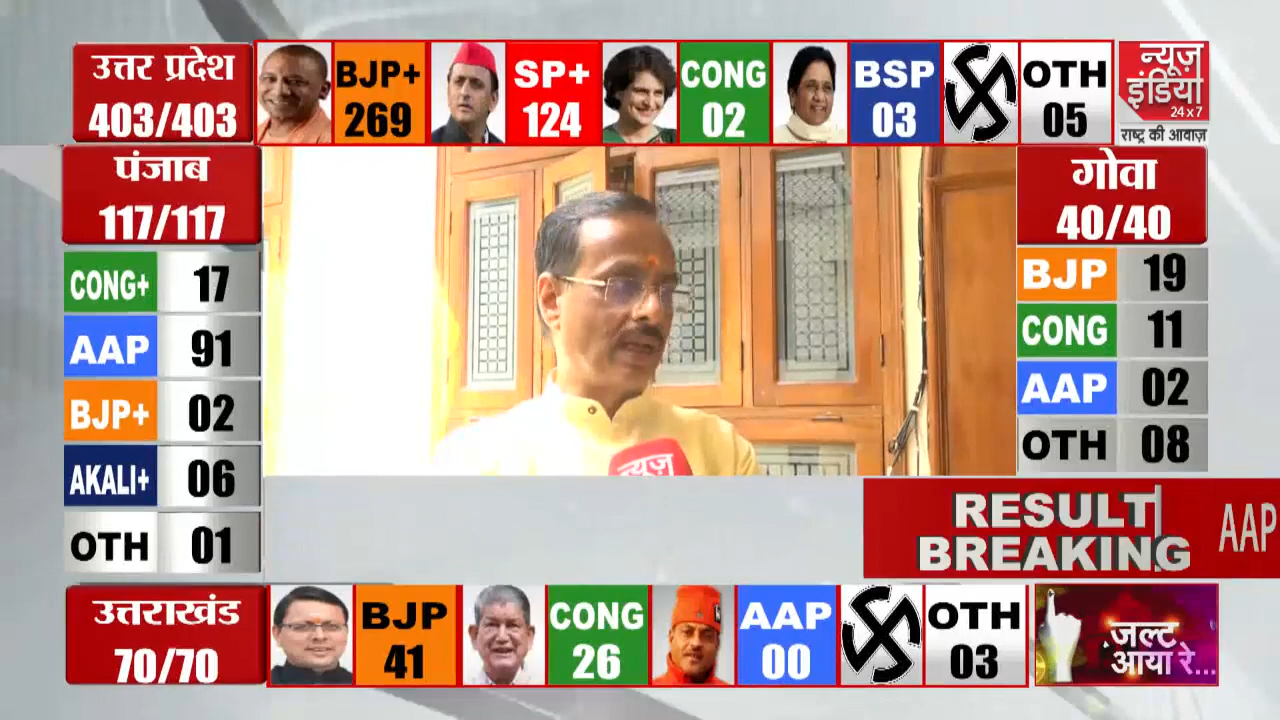 उत्तर प्रदेश
403/403
BJP+
269
SP+
124
CONG
02
BSP
03
OTH
05
न्यूज़
इंडिया
24x7
राष्ट्र की आवाज़
पंजाब
117/117
CONG+ 17
AAP 91
BJP+ 02
AKALI+ 06
OTH 01
गोवा
40/40
BJP 19
CONG 11
AAP 02
OTH 08
न्यूज़
RESULT
BREAKING
AAP
उत्तराखंड
70/70
BJP
41
CONG
26
AAP
00
OTH
03
जल्ट
आया रे...